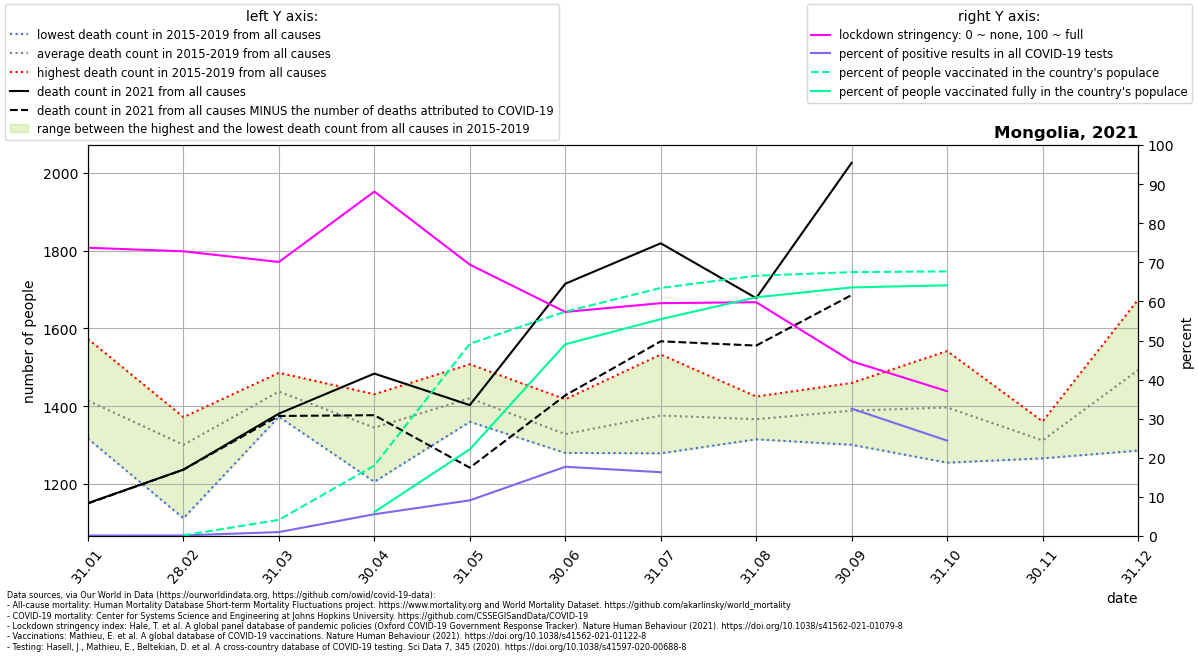 left Y axis:
lowest death count in 2015-2019 from all causes
average death count in 2015-2019 from all causes
highest death count in 2015-2019 from all causes
death count in 2021 from all causes
death count in 2021 from all causes MINUS the number of deaths attributed to COVID-19
range between the highest and the lowest death count from all causes in 2015-2019
right Y axis:
lockdown stringency: 0 ~ none, 100 ~ full
percent of positive results in all COVID-19 tests
percent of people vaccinated in the country's populace
percent of people vaccinated fully in the country's populace
Mongolia, 2021
number of people
2000
1800
1600
1400
1200
100
90
80
70
60
50
40
30
20
10
0
percent
31.01
28.02
31.03
30.04
31.05
30.06
31.07
31.08
30.09
31.10
30.11
31.12
date
Data sources, via Our World in Data (https://ourworldindata.org, https://github.com/owid/covid-19-data):
- All-cause mortality: Human Mortality Database Short-term Mortality Fluctuations project. https://www.mortality.org and World Mortality Dataset. https://github.com/akarlinsky/world_mortality
- COVID-19 mortality: Center for Systems Science and Engineering at Johns Hopkins University. https://github.com/CSSEGISandData/COVID-19
- Lockdown stringency index: Hale, T. et al. A global panel database of pandemic policies (Oxford COVID-19 Government Response Tracker). Nature Human Behaviour (2021). https://doi.org/10.1038/s41562-021-01079-8
- Vaccinations: Mathieu, E. et al. A global database of COVID-19 vaccinations. Nature Human Behaviour (2021). https://doi.org/10.1038/s41562-021-01122-8
- Testing: Hasell, J., Mathieu, E., Beltekian, D. et al. A cross-country database of COVID-19 testing. Sci Data 7, 345 (2020). https://doi.org/10.1038/s41597-020-00688-8